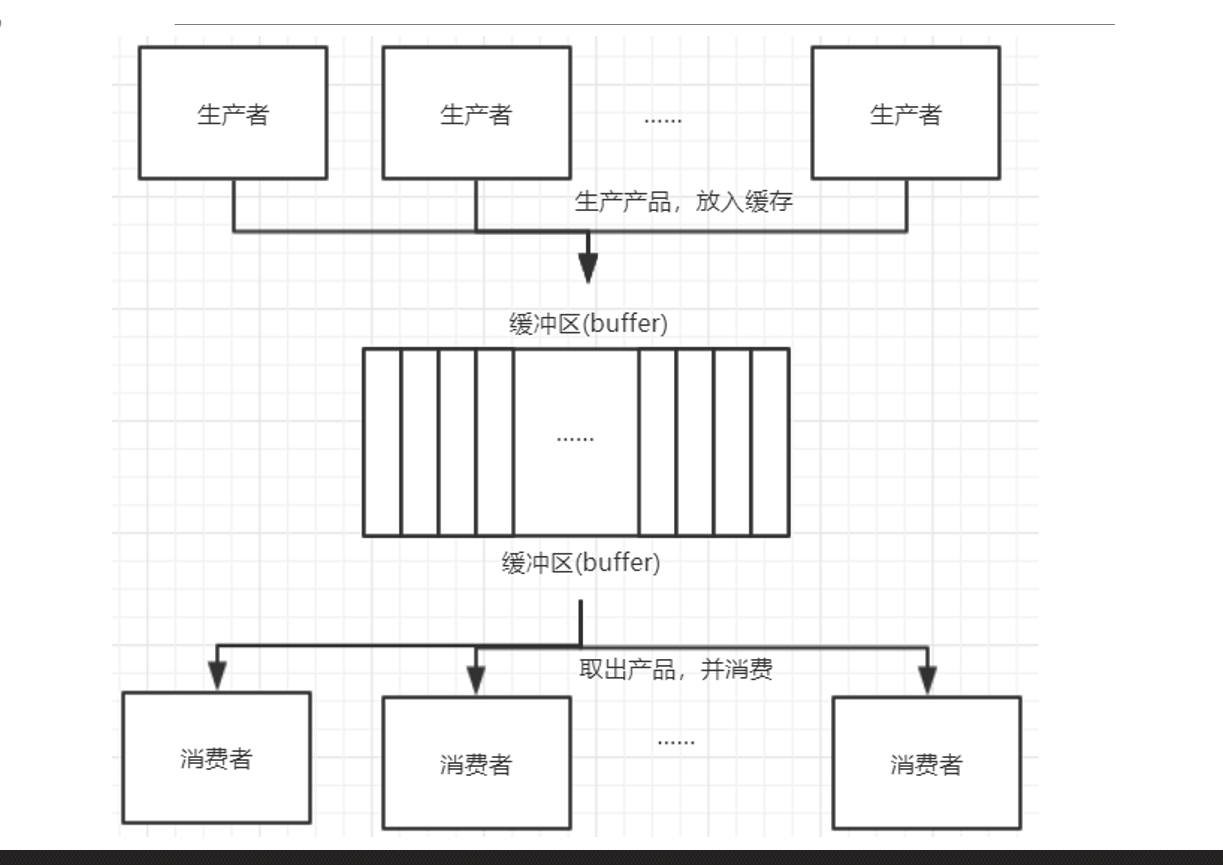 生产者
生产者
……
生产者
生产产品，放入缓存
缓冲区(buffer)
……
缓冲区(buffer)
取出产品，并消费
消费者
消费者
……
消费者